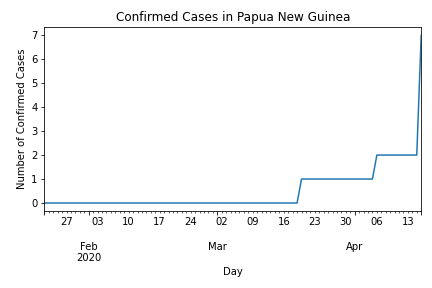 Confirmed Cases in Papua New Guinea
7
6
5
4
3
2
1
0
Number of Confirmed Cases
27 03 10 17 24 02 09 16 23 30 06 13
Feb Mar Apr
2020
Day